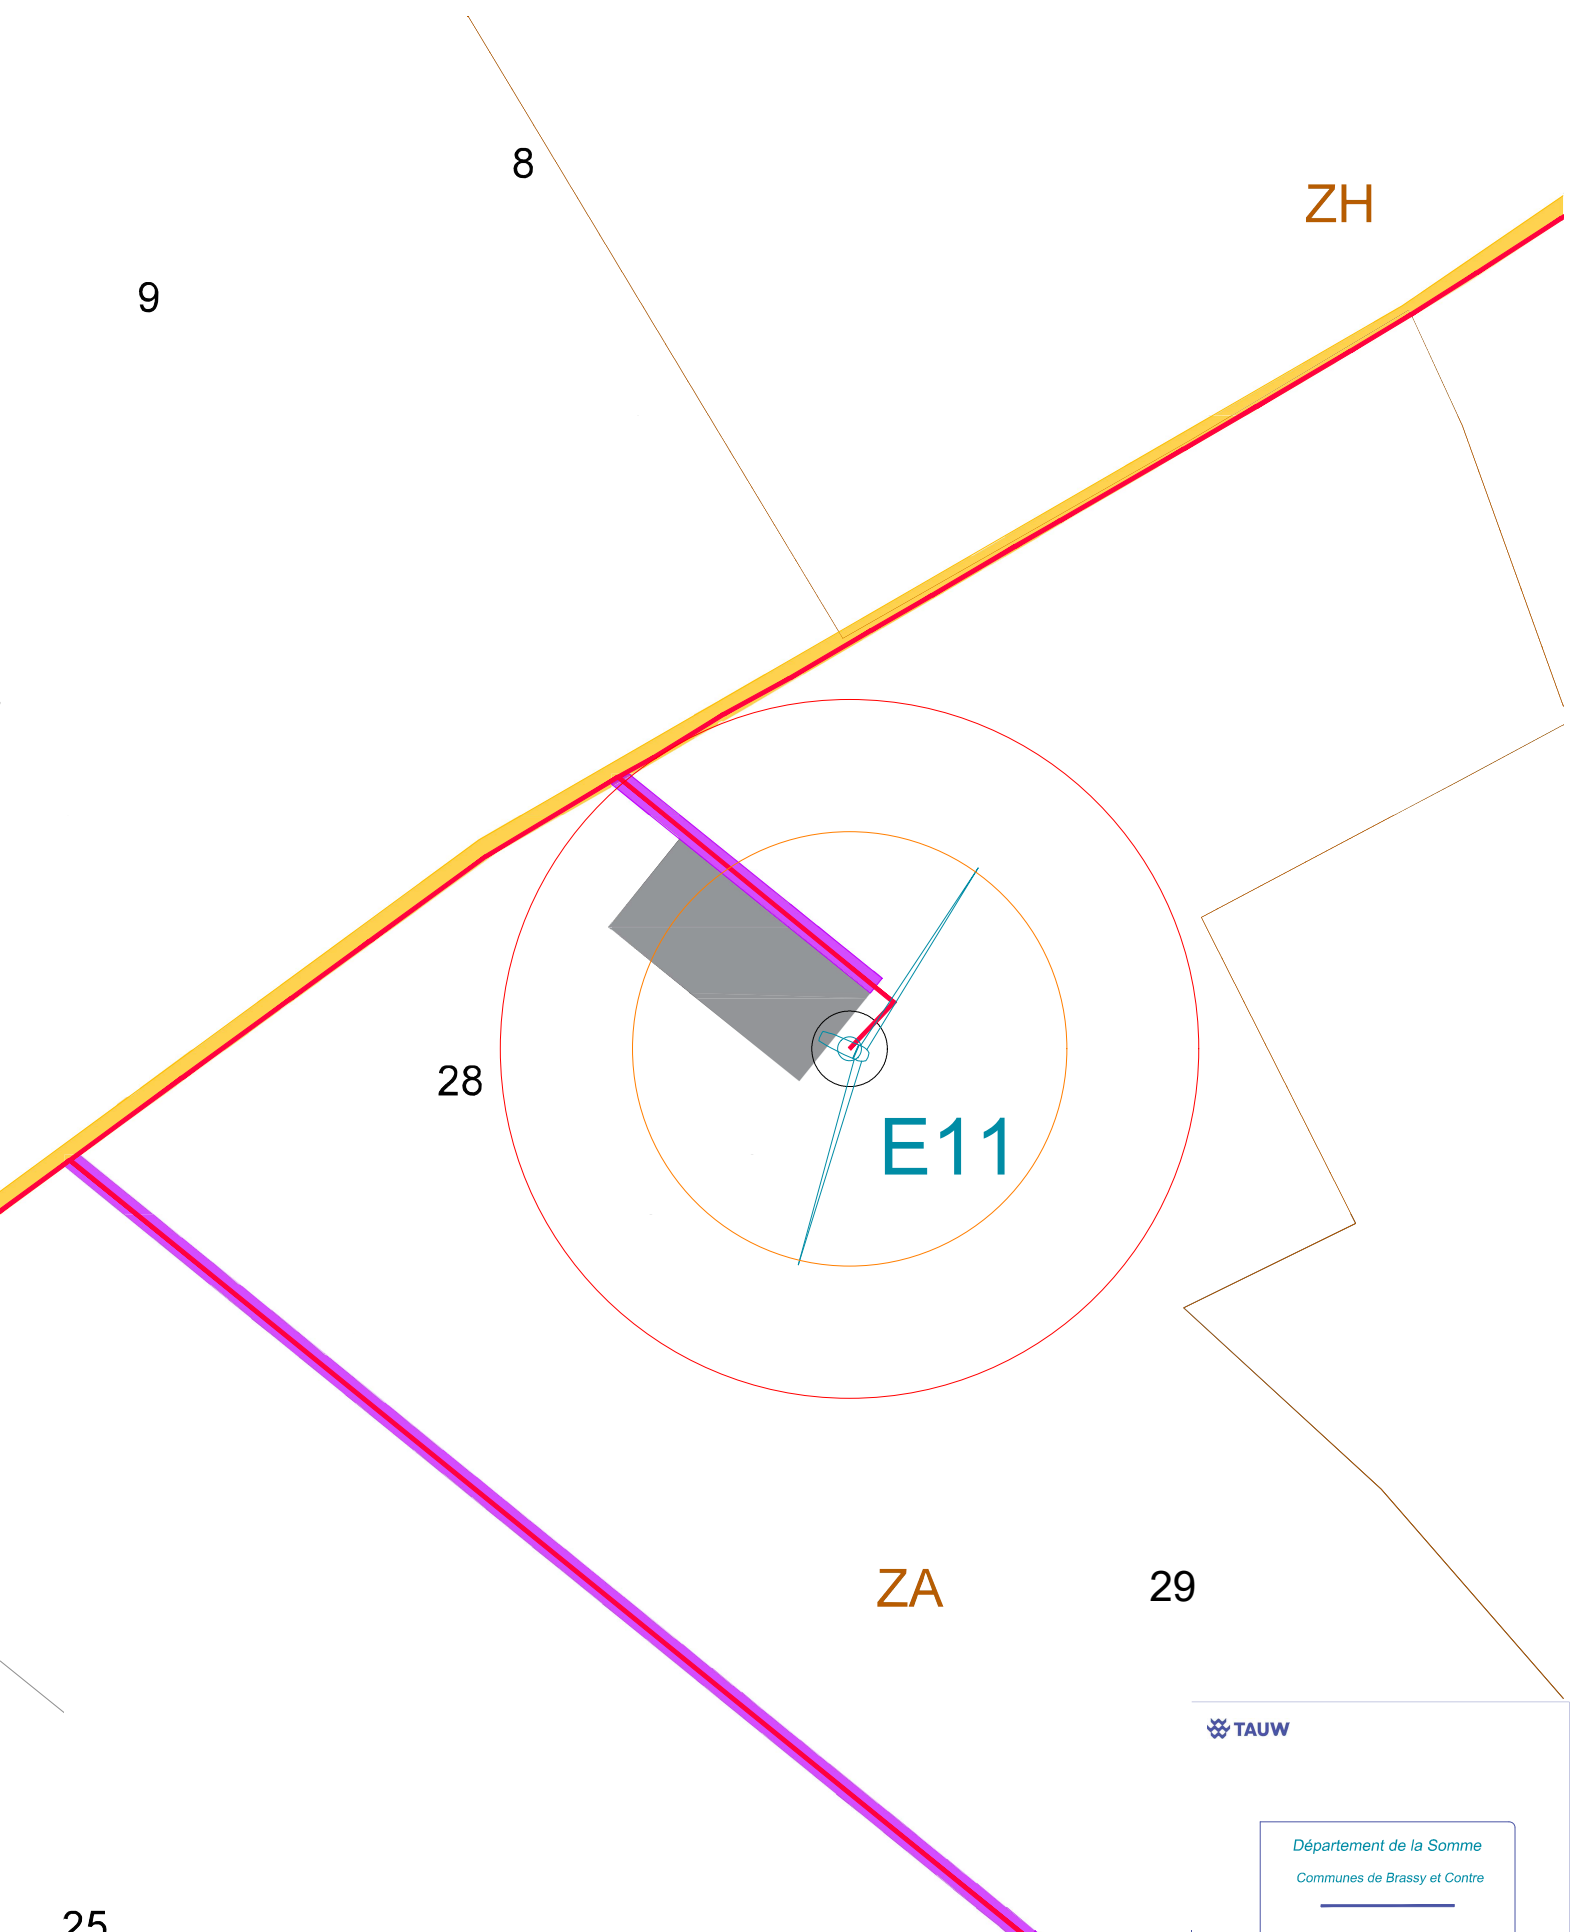 8
ZH
9
28
E11
ZA
29
TAUW
Département de la Somme
Communes de Brassy et Contre
25